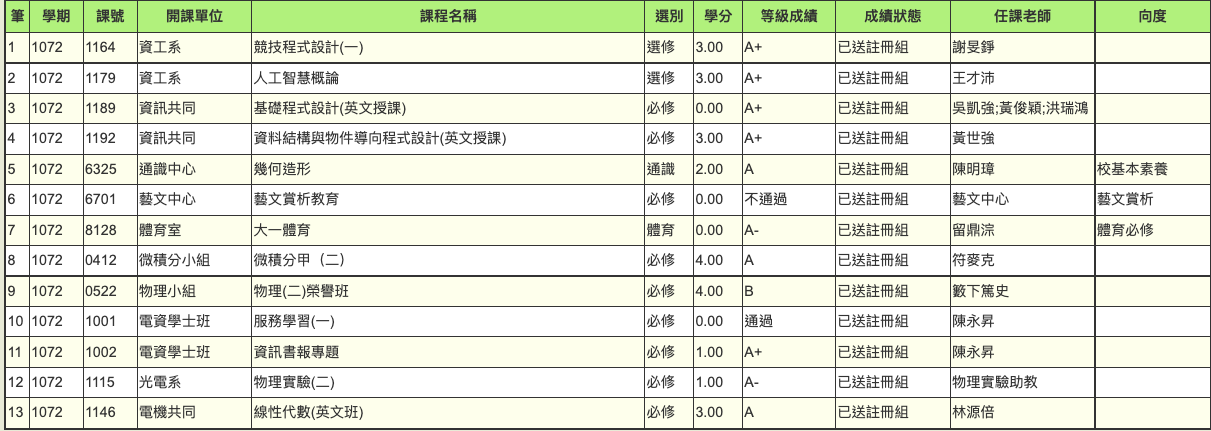 筆 學期 課號 開課單位 課程名稱 選別 學分 等級成績 成績狀態 任課老師 向度
1 1072 1164 資工系 競技程式設計(一) 選修 3.00 A+ 已送註冊組 謝旻錚
2 1072 1179 資工系 人工智慧概論 選修 3.00 A+ 已送註冊組 王才沛
3 1072 1189 資訊共同 基礎程式設計(英文授課) 必修 0.00 A+ 已送註冊組 吳凱強;黃俊穎;洪瑞鴻
4 1072 1192 資訊共同 資料結構與物件導向程式設計(英文授課) 必修 3.00 A+ 已送註冊組 黃世強
5 1072 6325 通識中心 幾何造形 通識 2.00 A 已送註冊組 陳明璋 校基本素養
6 1072 6701 藝文中心 藝文賞析教育 必修 0.00 不通過 已送註冊組 藝文中心 藝文賞析
7 1072 8128 體育室 大一體育 體育 0.00 A- 已送註冊組 留鼎淙 體育必修
8 1072 0412 微積分小組 微積分甲（二） 必修 4.00 A 已送註冊組 符麥克
9 1072 0522 物理小組 物理(二)榮譽班 必修 4.00 B 已送註冊組 籔下篤史
10 1072 1001 電資學士班 服務學習(一) 必修 0.00 通過 已送註冊組 陳永昇
11 1072 1002 電資學士班 資訊書報專題 必修 1.00 A+ 已送註冊組 陳永昇
12 1072 1115 光電系 物理實驗(二) 必修 1.00 A- 已送註冊組 物理實驗助教
13 1072 1146 電機共同 線性代數(英文班) 必修 3.00 A 已送註冊組 林源倍